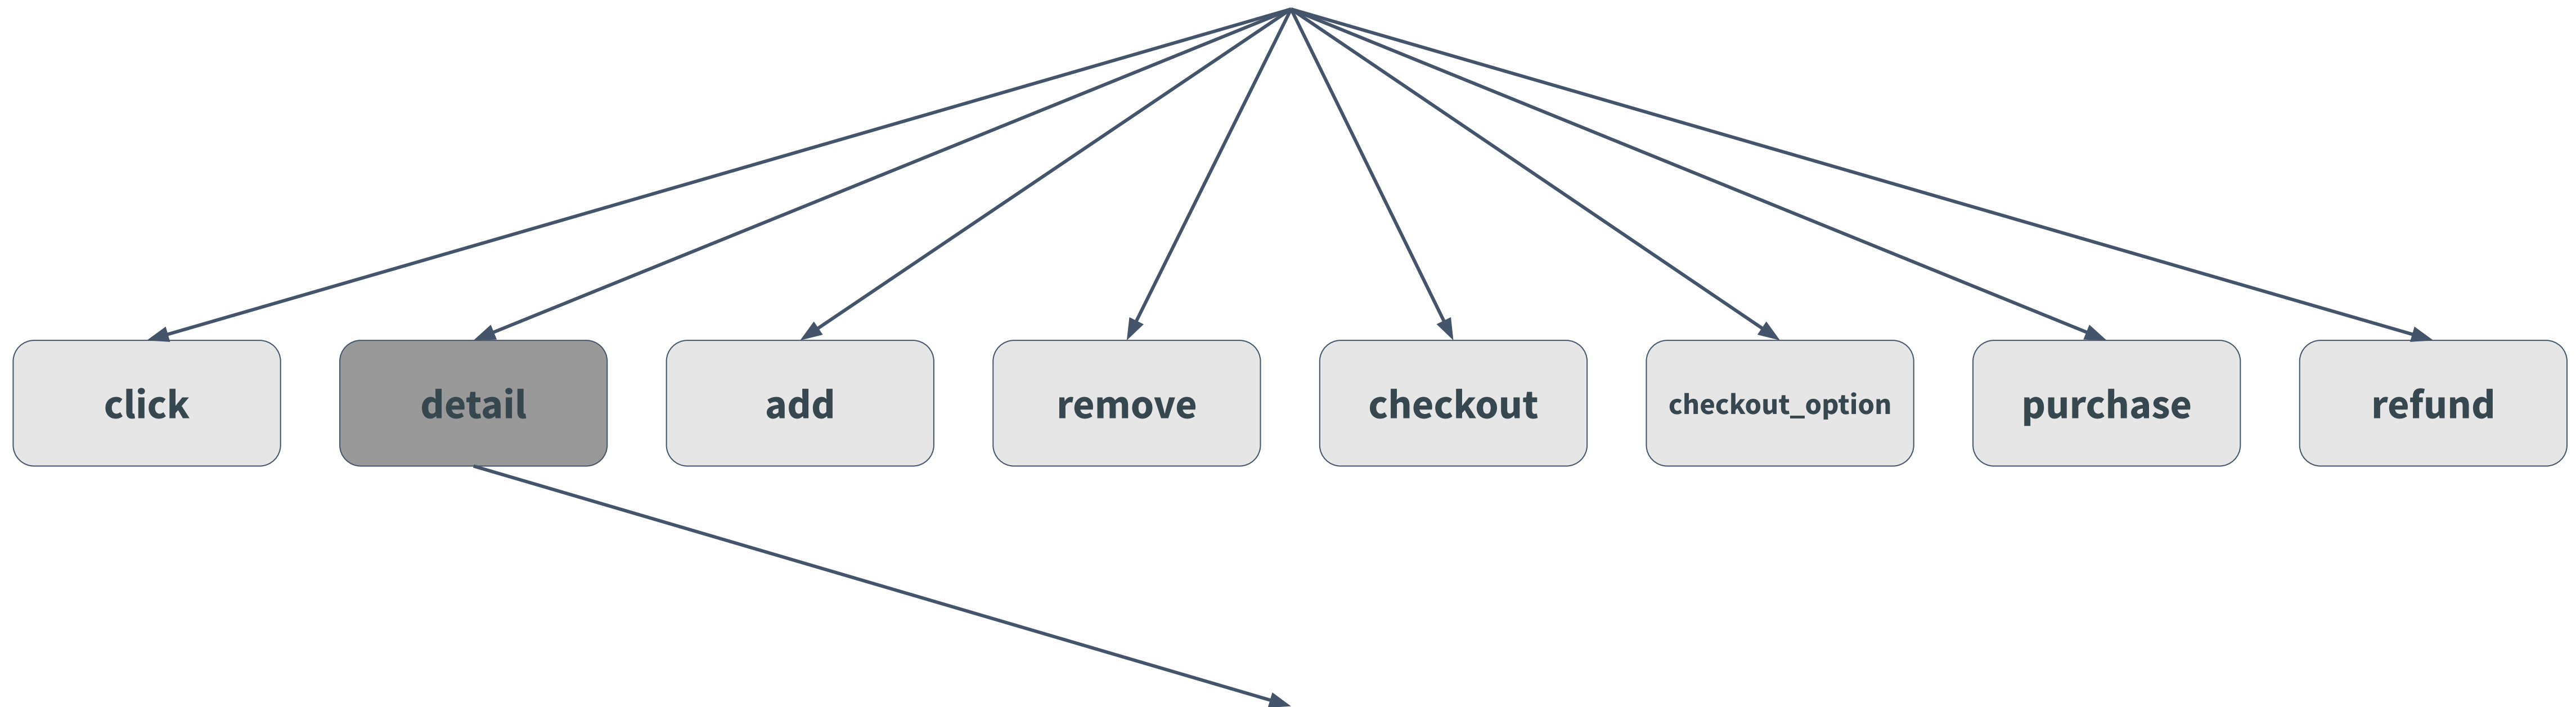 click
detail
add
remove
checkout
checkout_option
purchase
refund